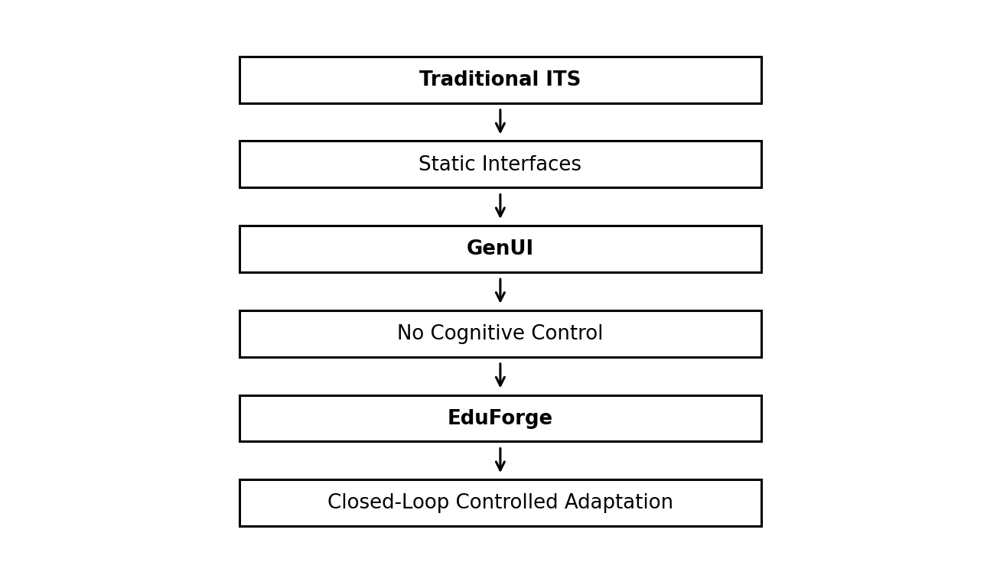 Traditional ITS
Static Interfaces
GenUI
No Cognitive Control
EduForge
Closed-Loop Controlled Adaptation